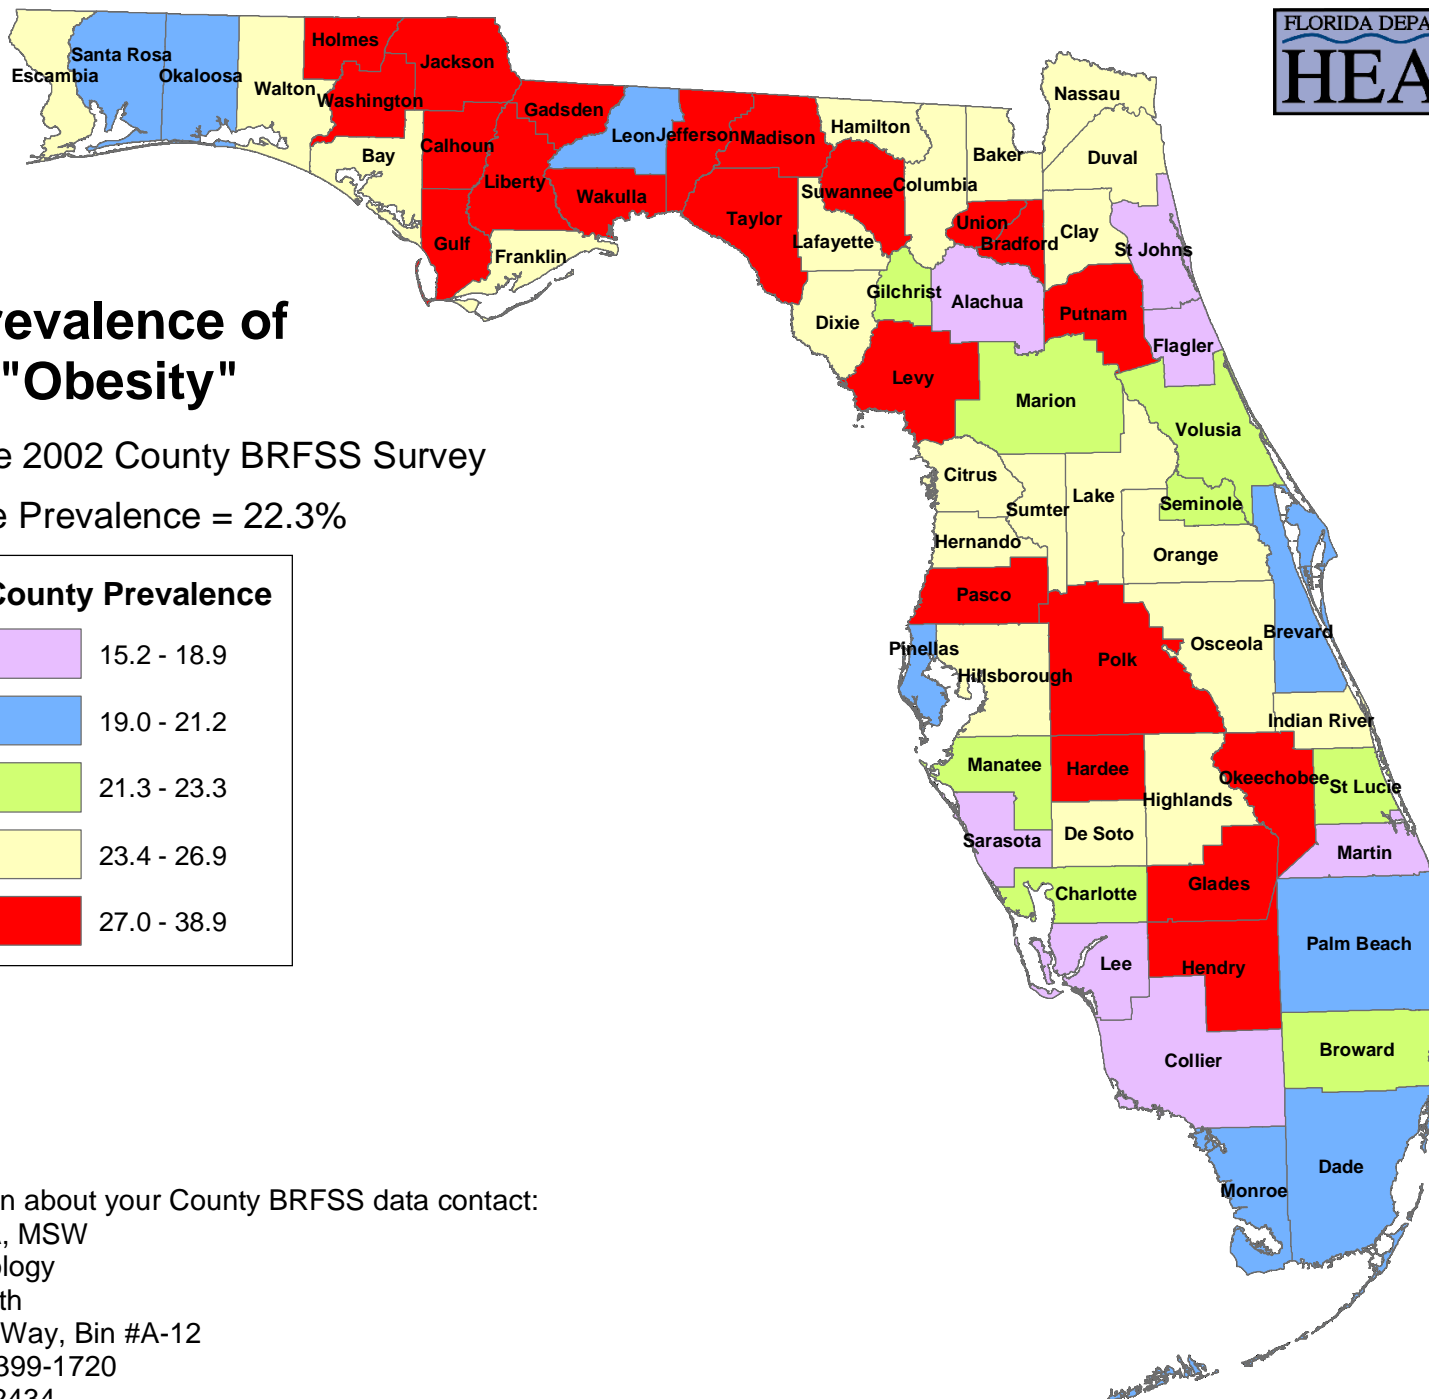 FLORIDA DEPA
HEA
Holmes
Santa Rosa
Jackson
Escambia
Okaloosa
Walton
Washington
Nassau
Gadsden
Leon
Jefferson
Madison
Hamilton
Calhoun
Bay
Baker
Duval
Liberty
Suwannee
Columbia
Wakulla
Taylor
Union
Clay
Bradford
Lafayette
St Johns
Gulf
Franklin
Gilchrist
Alachua
Putnam
Dixie
Flagler
revalence of
"Obesity"
Levy
Marion
Volusia
e 2002 County BRFSS Survey
Citrus
Lake
Seminole
Sumter
e Prevalence = 22.3%
Hernando
Orange
County Prevalence
Pasco
15.2 - 18.9
Pinellas
Polk
Osceola
Brevard
Hillsborough
19.0 - 21.2
Indian River
Manatee
Hardee
Okeechobee
St Lucie
21.3 - 23.3
Highlands
Sarasota
De Soto
Martin
23.4 - 26.9
Charlotte
Glades
27.0 - 38.9
Palm Beach
Lee
Hendry
Collier
Broward
Dade
Monroe
n about your County BRFSS data contact:
, MSW
ology
th
Way, Bin #A-12
399-1720
2434